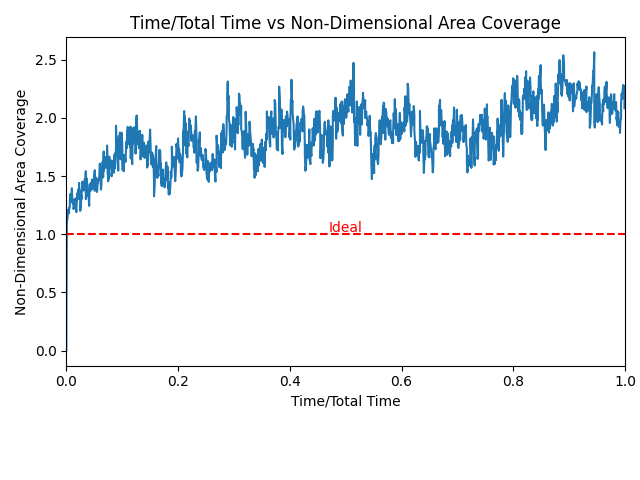 Time/Total Time vs Non-Dimensional Area Coverage
Non-Dimensional Area Coverage
2.5
2.0
1.5
1.0
0.5
0.0
Ideal
0.0 0.2 0.4 0.6 0.8 1.0
Time/Total Time